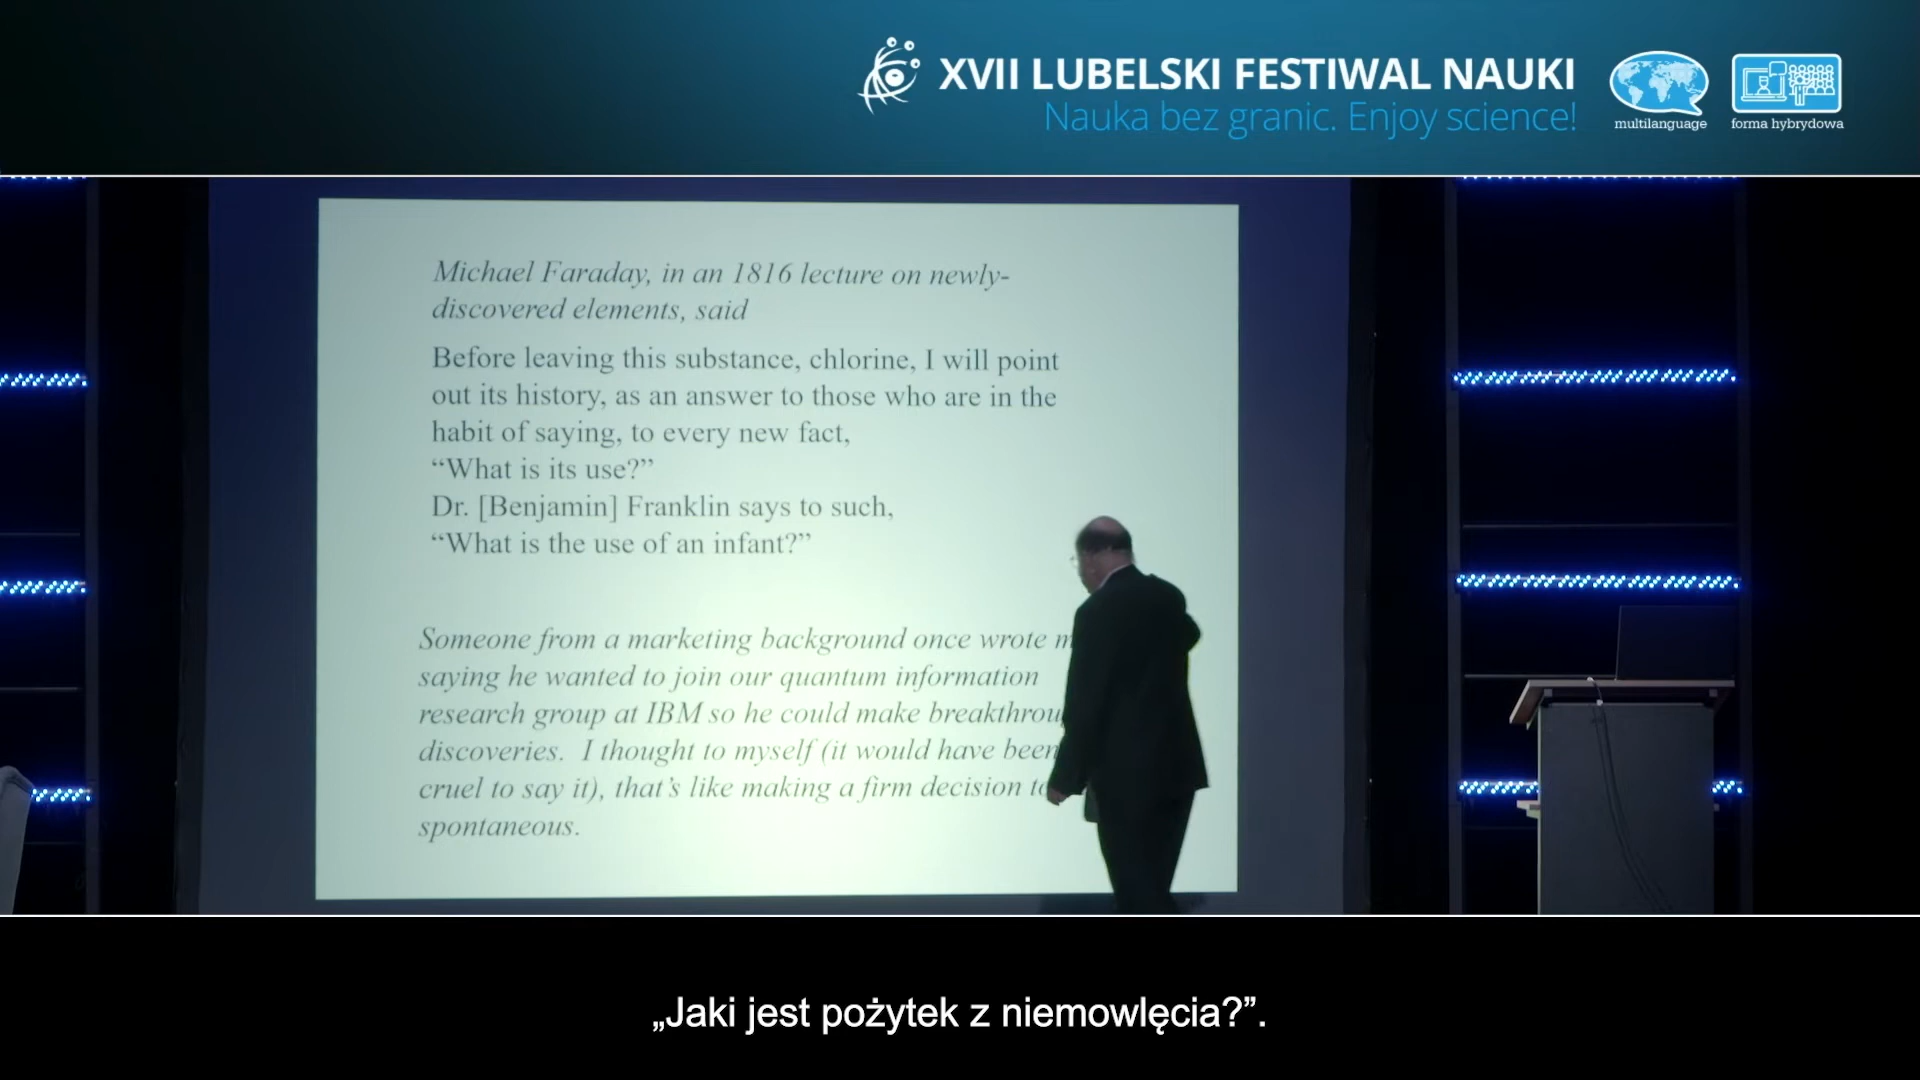 XVII LUBELSKI FESTIWAL NAUKI
Nauka bez granic. Enjoy science!
multilanguage
forma hybrydowa
Michael Faraday, in an 1816 lecture on newly-
discovered elements, said
Before leaving this substance, chlorine, I will point
out its history, as an answer to those who are in the
habit of saying, to every new fact,
“What is its use?”
Dr. [Benjamin] Franklin says to such,
“What is the use of an infant?”
Someone from a marketing background once wrote
saying he wanted to join our quantum information
research group at IBM so he could make
discoveries. I thought to myself (it would have been
cruel to say it), that’s like making a firm decision
spontaneous.
„Jaki jest pożytek z niemowlęcia?”.